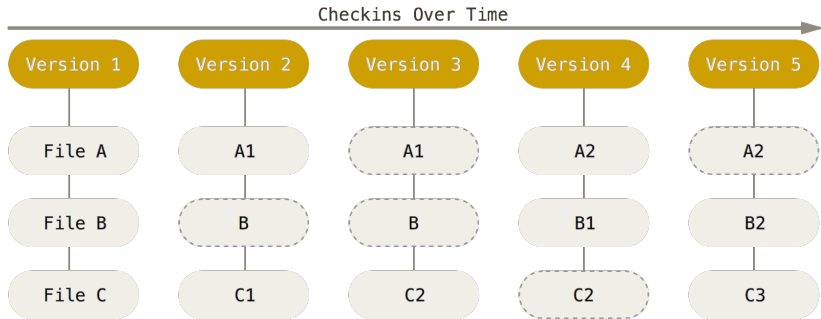 Checkins Over Time
Version 1 Version 2 Version 3 Version 4 Version 5
File A A1 A1 A2 A2
File B B B B1 B2
File C C1 C2 C2 C3